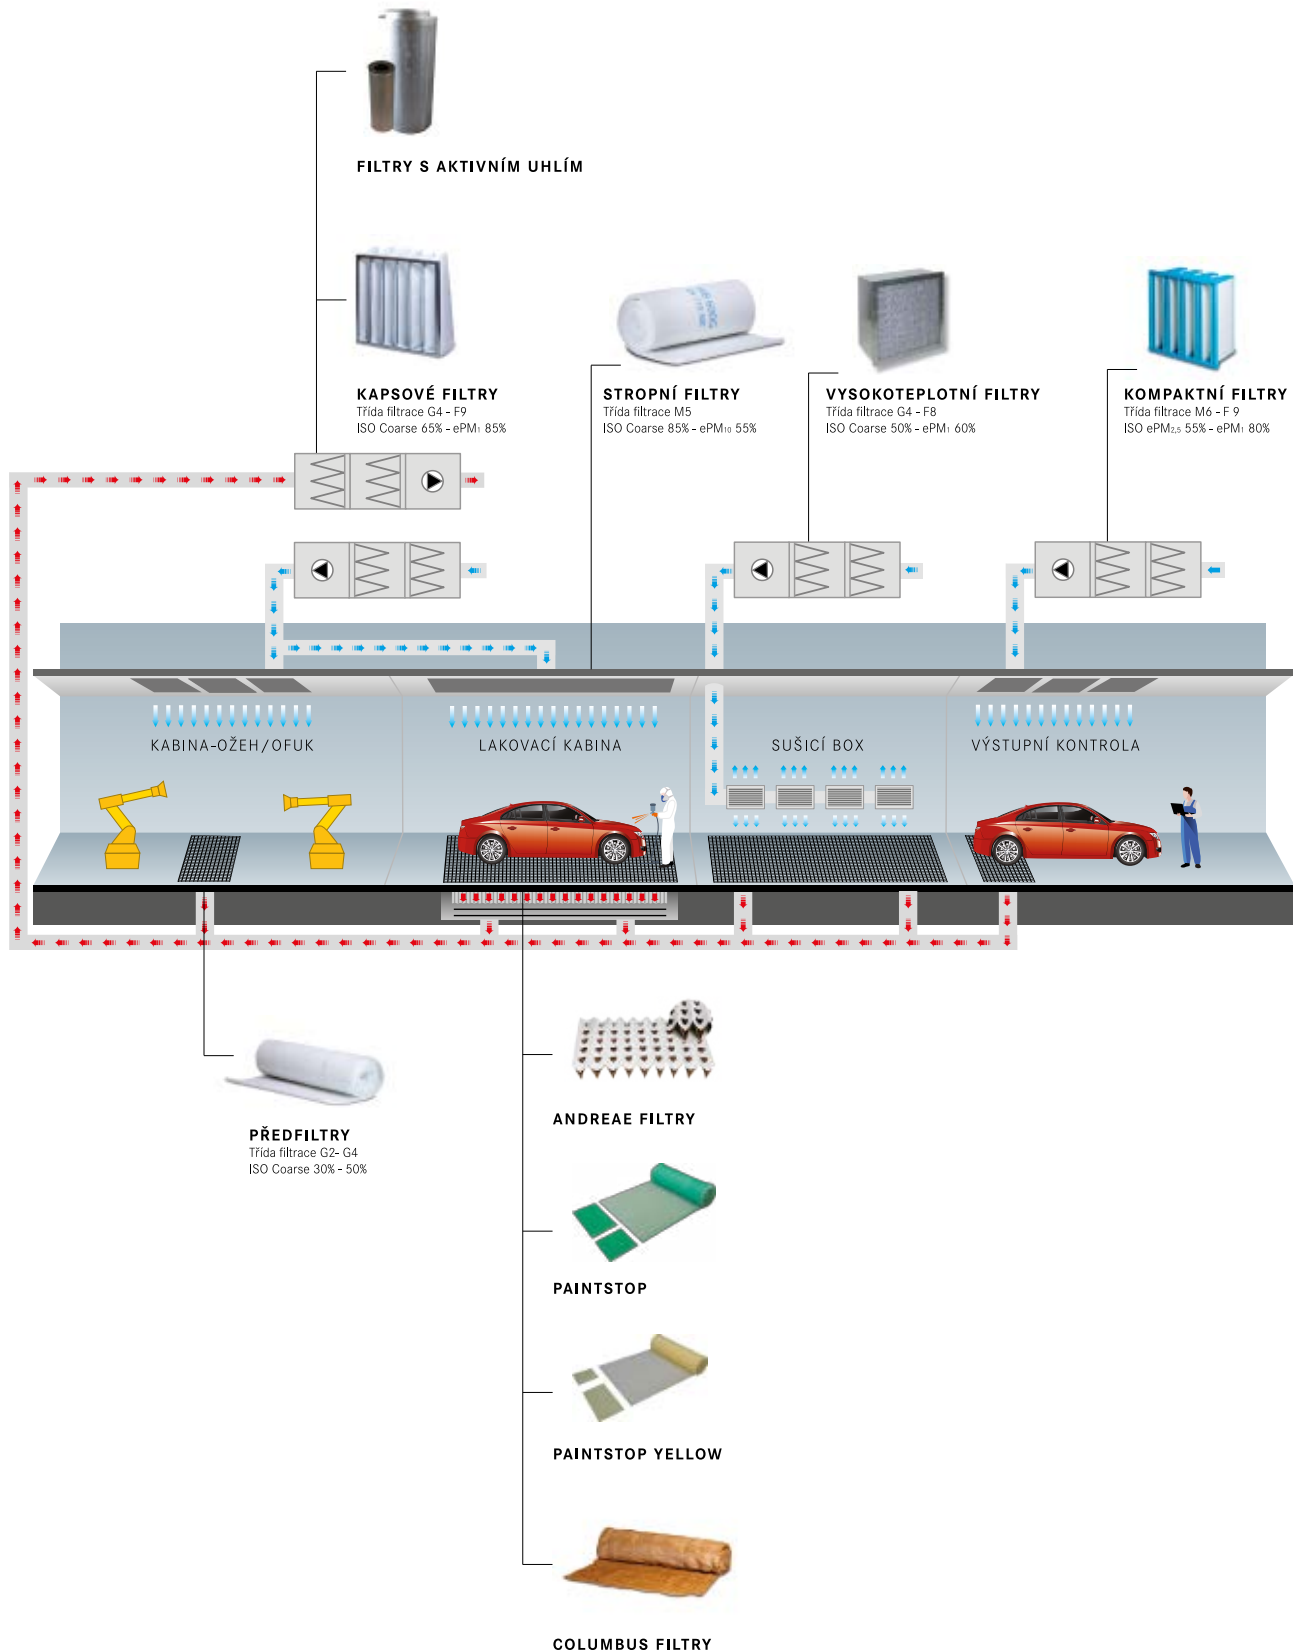 FILTRY S AKTIVNÍM UHLÍM
KAPSOVÉ FILTRY
Třída filtrace G4 - F9
ISO Coarse 65% - ePM₁ 85%
STROPNÍ FILTRY
Třída filtrace M5
ISO Coarse 85% - ePM₁₀ 55%
VYSOKOTEPLOTNÍ FILTRY
Třída filtrace G4 - F8
ISO Coarse 50% - ePM₁ 60%
KOMPAKTNÍ FILTRY
Třída filtrace M6 - F 9
ISO ePM₂,₅ 55% - ePM₁ 80%
KABINA-OŽEH/OFUK
LAKOVACÍ KABINA
SUŠICÍ BOX
VÝSTUPNÍ KONTROLA
PŘEDFILTRY
Třída filtrace G2- G4
ISO Coarse 30% - 50%
ANDREAE FILTRY
PAINTSTOP
PAINTSTOP YELLOW
COLUMBUS FILTRY